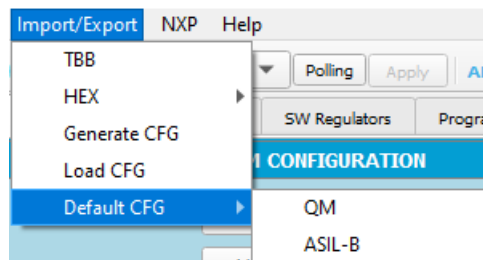 Import/Export NXP Help
TBB
Polling Apply
HEX
SW Regulators
Generate CFG
CONFIGURATION
Load CFG
Default CFG
QM
ASIL-B